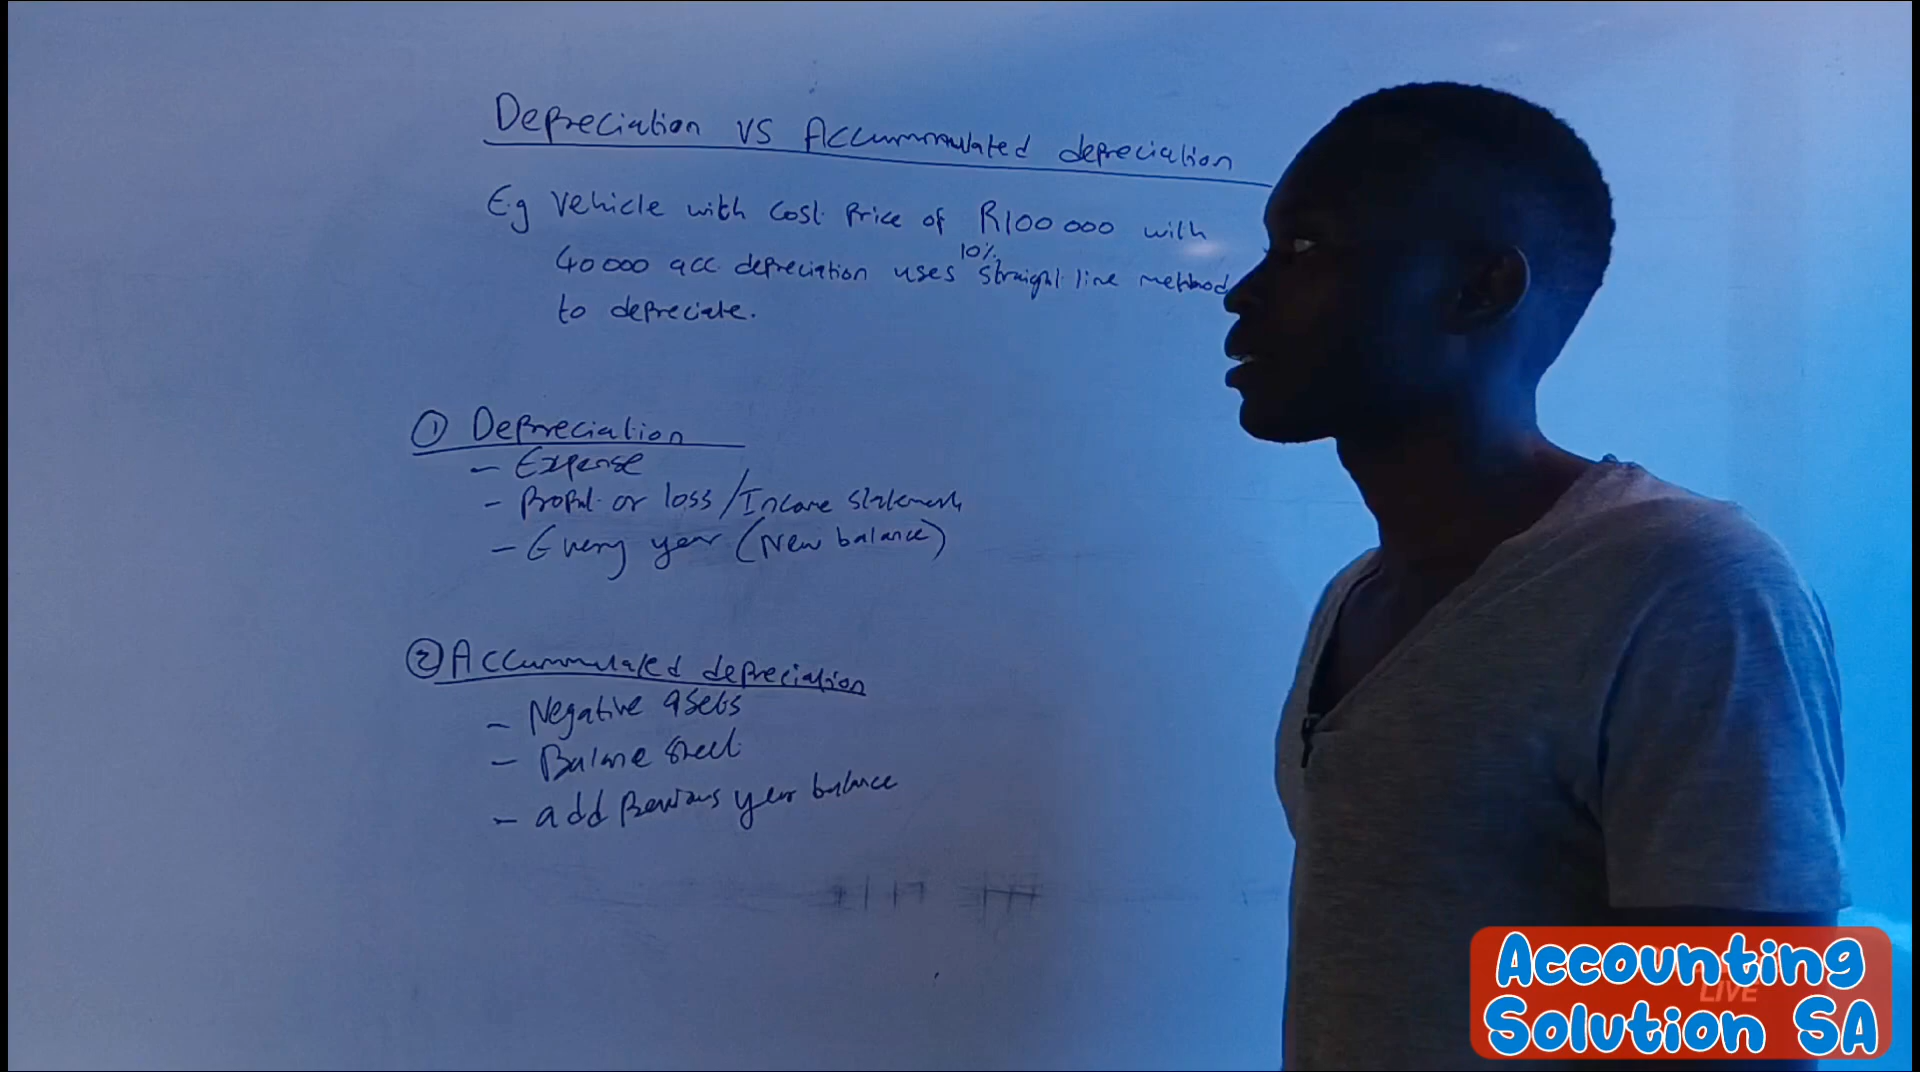 Depreciation VS Accummulated depreciation
E.g Vehicle with Cost Price of R100 000 with
10%
40 000 acc depreciation uses straight line method
to depreciate.
① Depreciation
- Expense
- Profit or loss / Income statement
- Every year (New balance)
② Accummulated depreciation
- Negative assets
- Balance sheet
- add Previous year balance
Accounting
LIVE
Solution SA